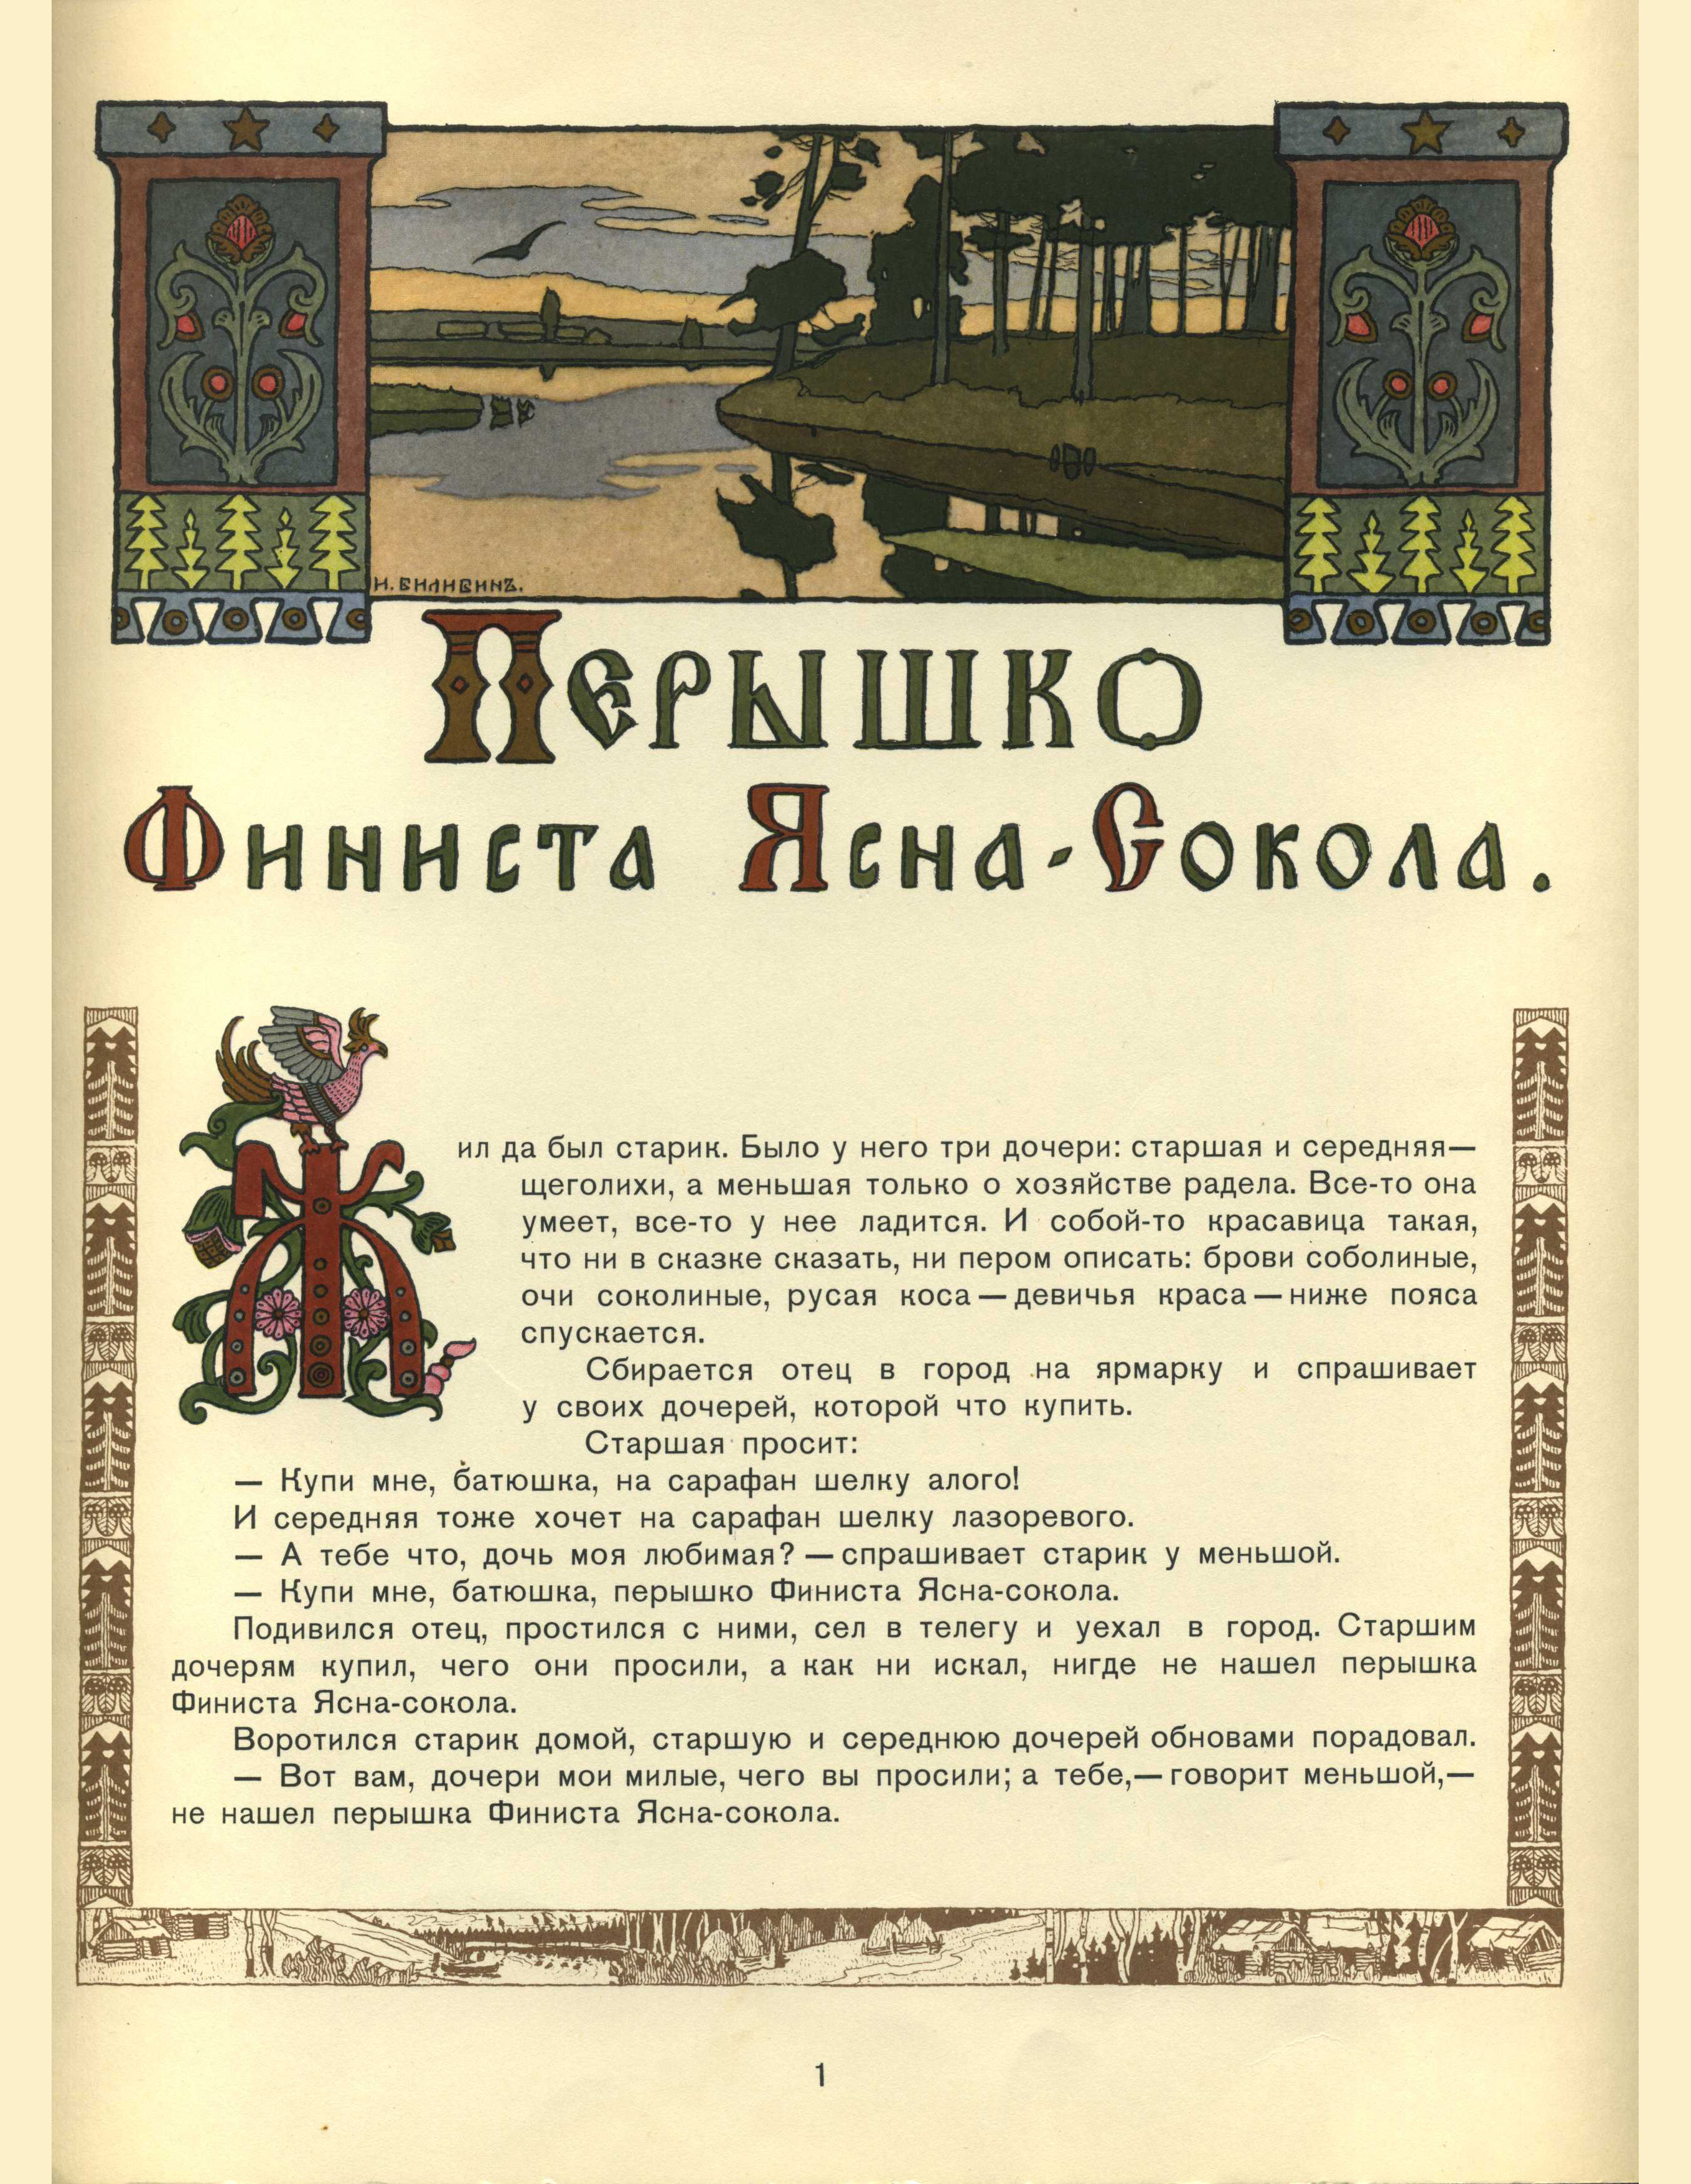 И. БИЛИБИНЪ.
ПЕРЫШКО
ФИНИСТА ЯСНА-СОКОЛА.
Жил да был старик. Было у него три дочери: старшая и средняя—
щеголихи, а меньшая только о хозяйстве радела. Все-то она
умеет, все-то у нее ладится. И собой-то красавица такая,
что ни в сказке сказать, ни пером описать: брови соболиные,
очи соколиные, русая коса — девичья краса — ниже пояса
спускается.
Сбирается отец в город на ярмарку и спрашивает
у своих дочерей, которой что купить.
Старшая просит:
— Купи мне, батюшка, на сарафан шелку алого!
И середняя тоже хочет на сарафан шелку лазоревого.
— А тебе что, дочь моя любимая? — спрашивает старик у меньшой.
— Купи мне, батюшка, перышко Финиста Ясна-сокола.
Подивился отец, простился с ними, сел в телегу и уехал в город. Старшим
дочерям купил, чего они просили, а как ни искал, нигде не нашел перышка
Финиста Ясна-сокола.
Воротился старик домой, старшую и середнюю дочерей обновами порадовал.
— Вот вам, дочери мои милые, чего вы просили; а тебе,— говорит меньшой,—
не нашел перышка Финиста Ясна-сокола.
1